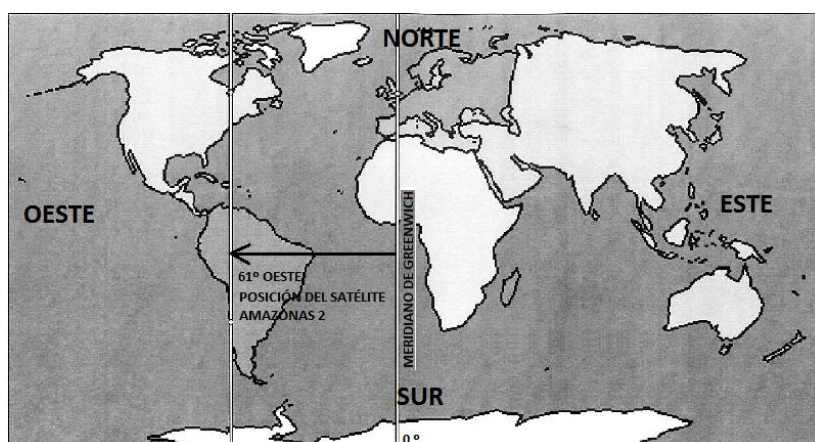 NORTE
OESTE
ESTE
MERIDIANO DE GREENWICH
61º OESTE
POSICIÓN DEL SATÉLITE
AMAZONAS 2
SUR
0 º